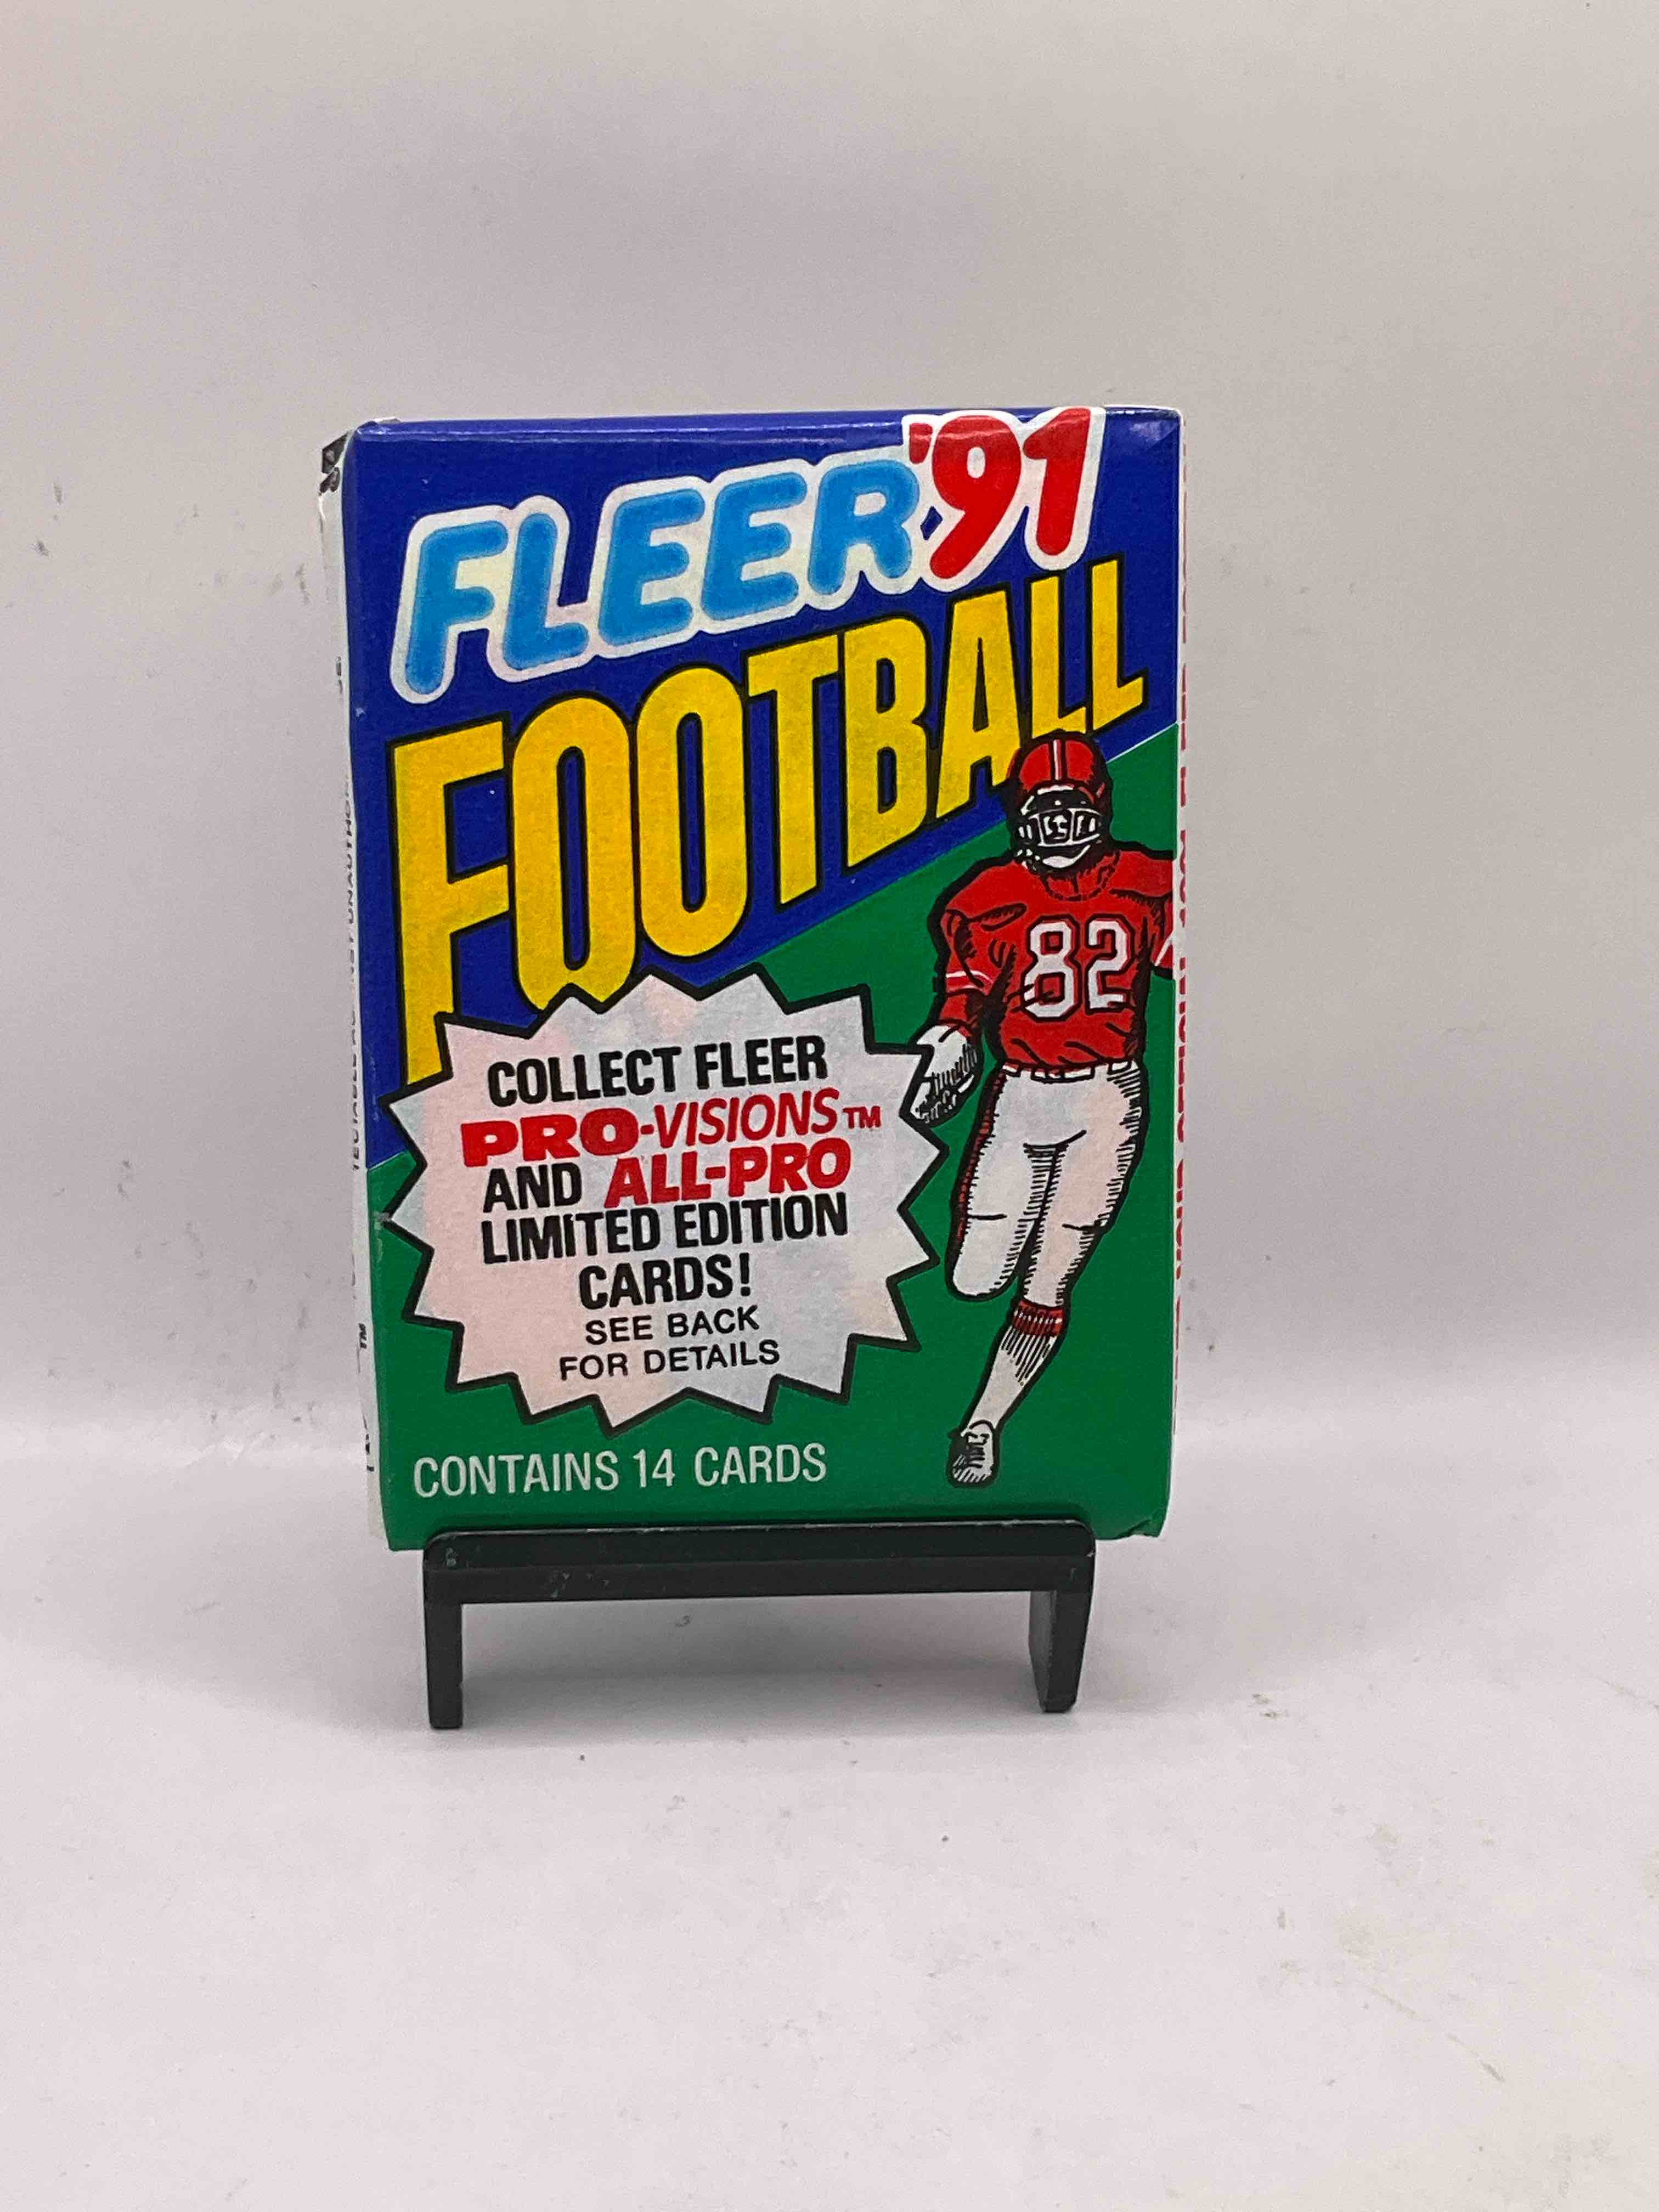 FLEER '91
FOOTBALL
82
COLLECT FLEER
PRO-VISIONS™
AND ALL-PRO
LIMITED EDITION
CARDS!
SEE BACK
FOR DETAILS
CONTAINS 14 CARDS